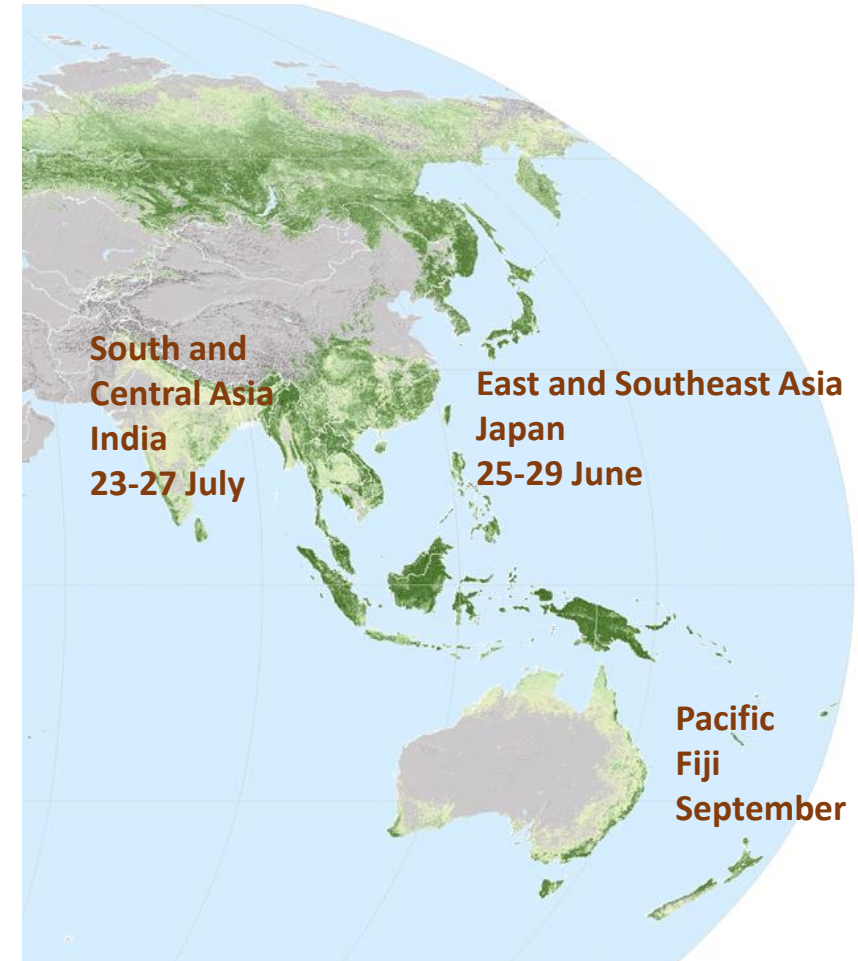 South and
Central Asia
India
23-27 July
East and Southeast Asia
Japan
25-29 June
Pacific
Fiji
September